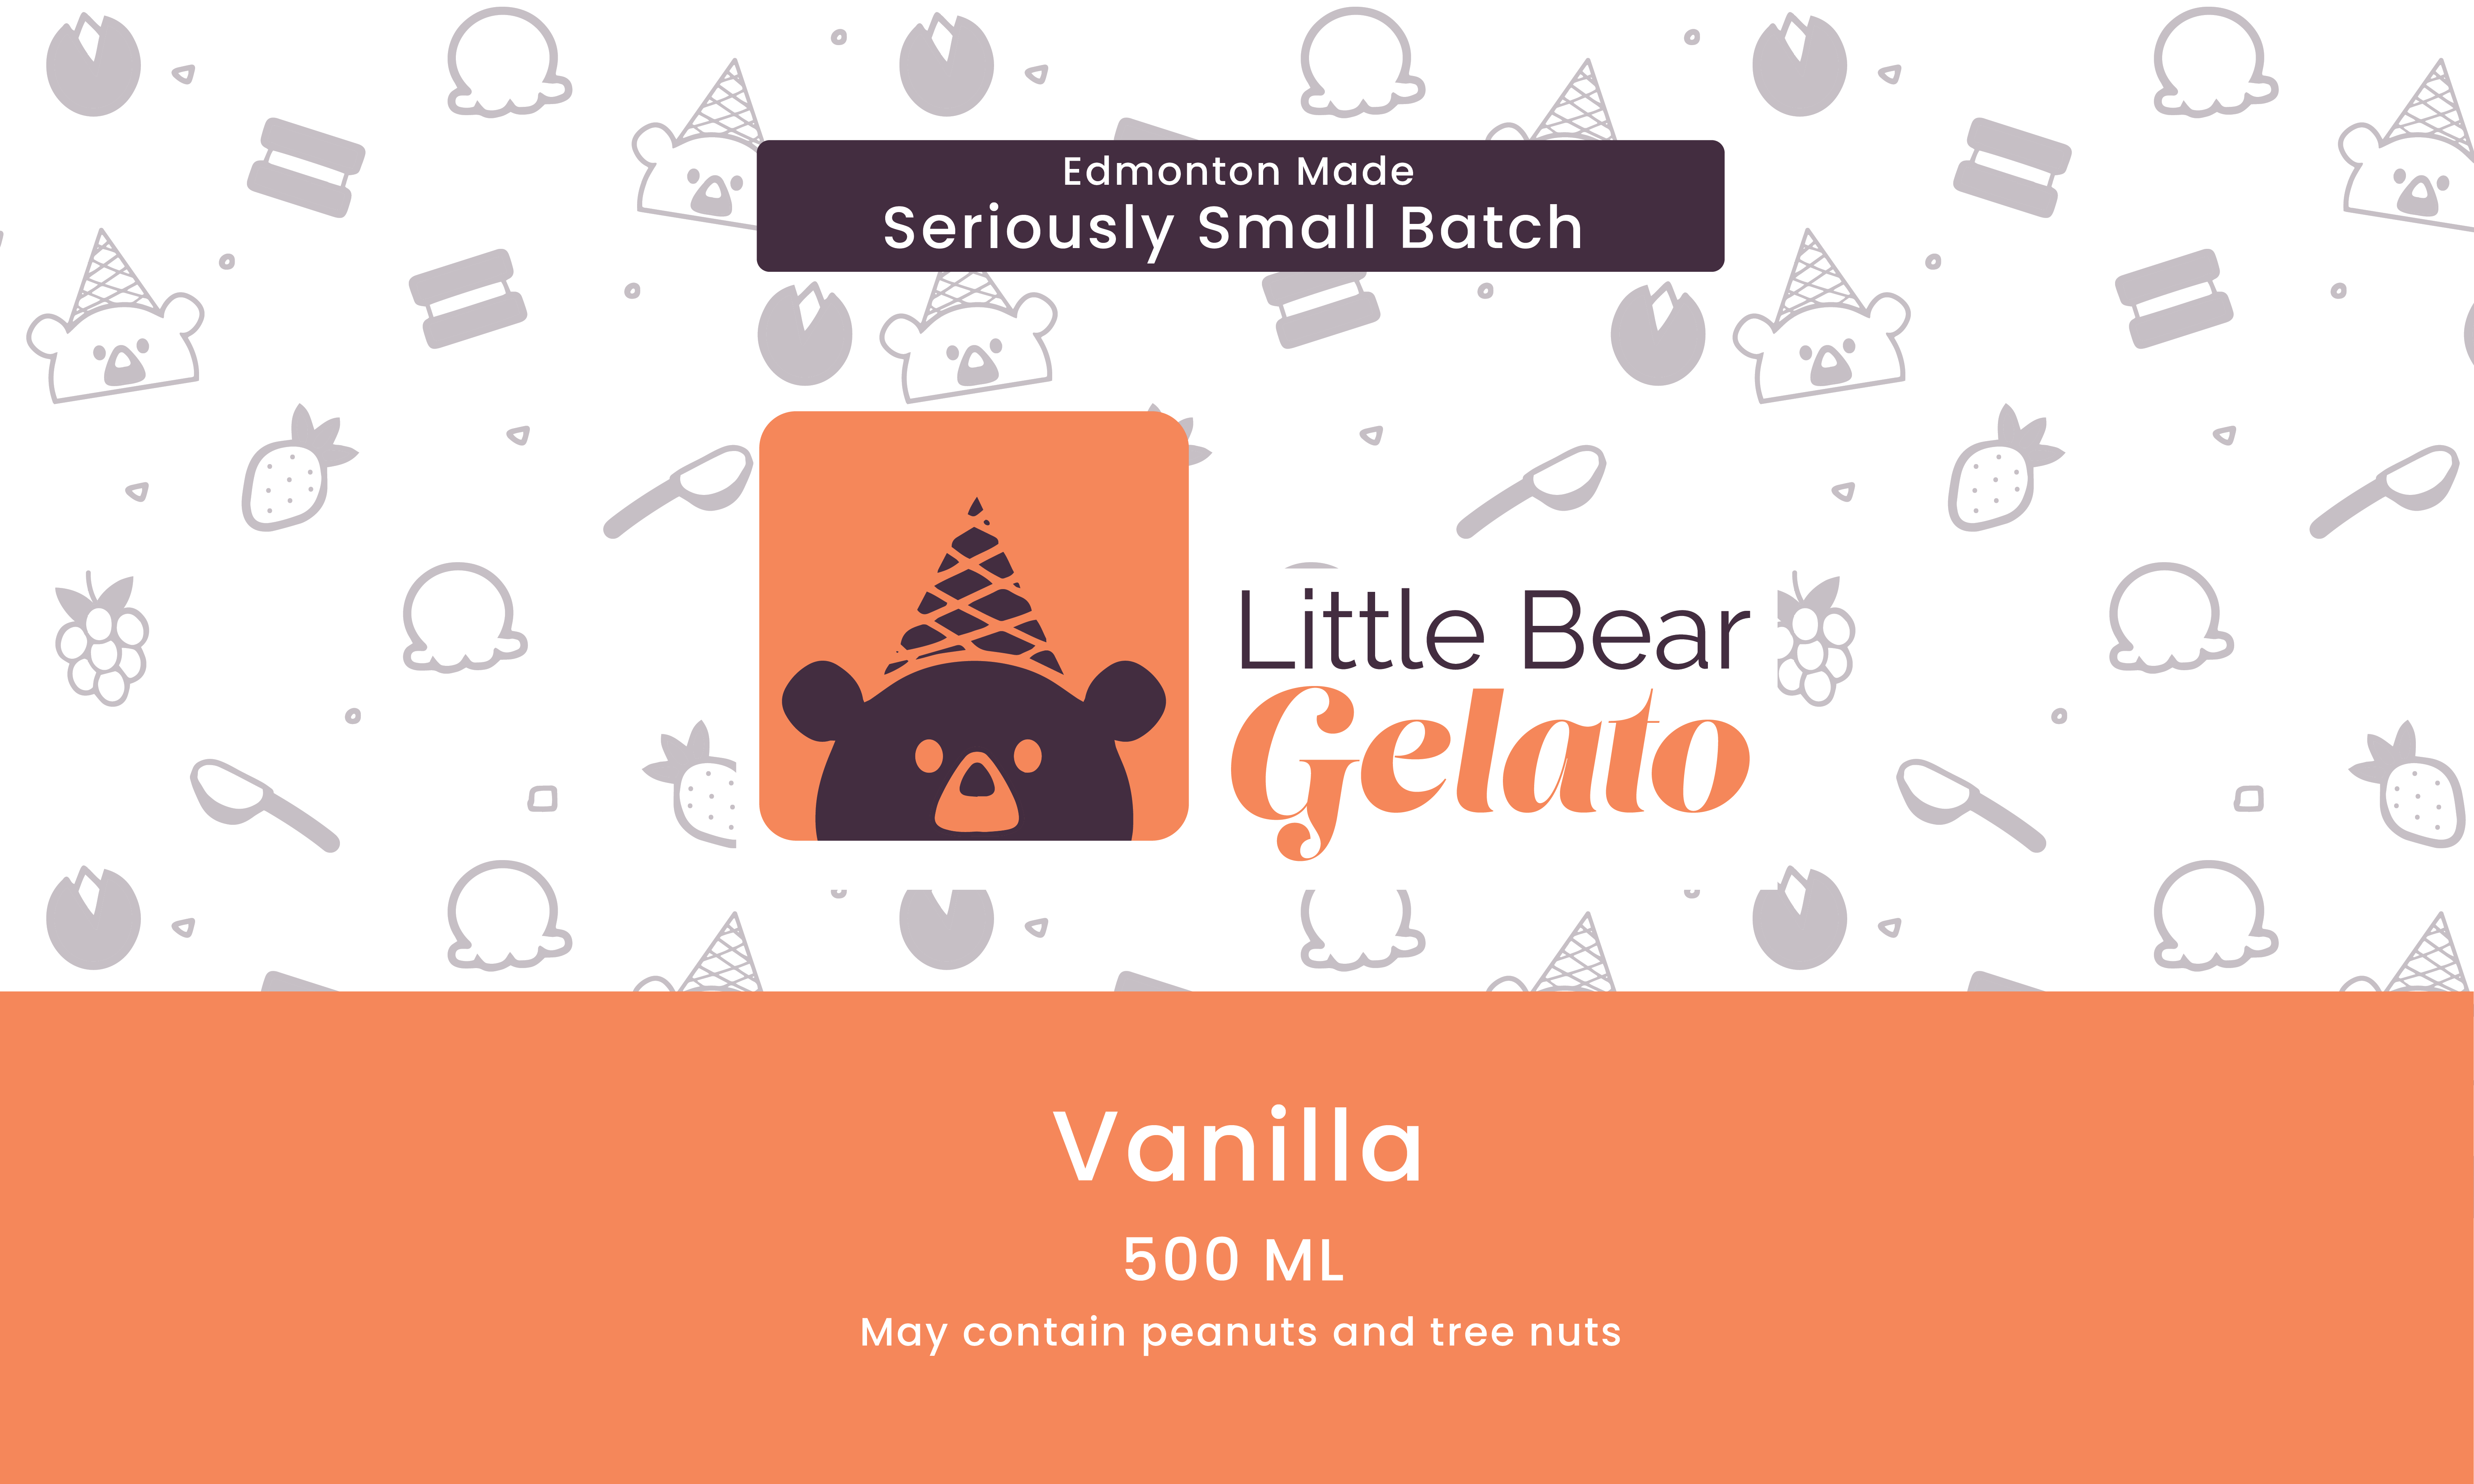 Edmonton Made
Seriously Small Batch
Little Bear
Gelato
Vanilla
500 ML
May contain peanuts and tree nuts